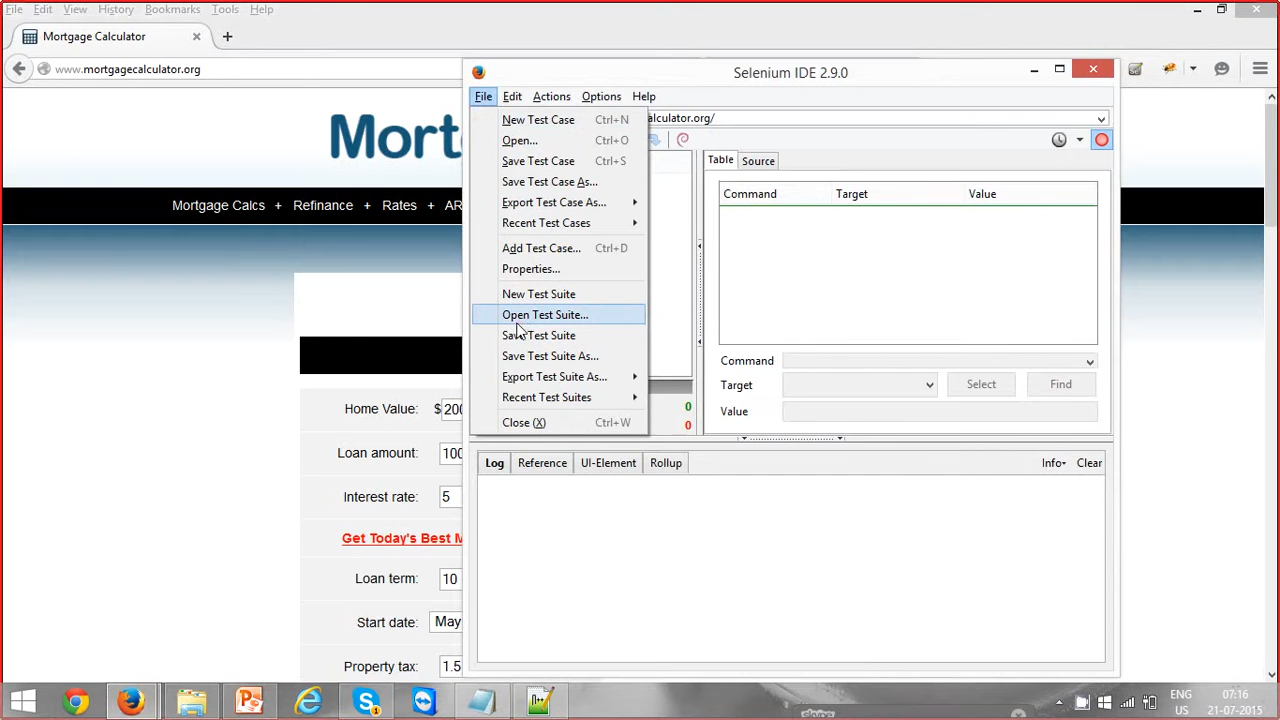 File Edit View History Bookmarks Tools Help
Mortgage Calculator
www.mortgagecalculator.org
Selenium IDE 2.9.0
File Edit Actions Options Help
calculator.org/
New Test Case Ctrl+N
Open... Ctrl+O
Save Test Case Ctrl+S
Save Test Case As...
Export Test Case As...
Recent Test Cases
Add Test Case... Ctrl+D
Properties...
New Test Suite
Open Test Suite...
Save Test Suite
Save Test Suite As...
Export Test Suite As...
Recent Test Suites
Close (X) Ctrl+W
Table Source
Command Target Value
Command
Target Select Find
Value
0
0
Log Reference UI-Element Rollup Info Clear
Mort
Mortgage Calcs + Refinance + Rates + AR
Home Value: $ 200
Loan amount: 100
Interest rate: 5
Get Today's Best M
Loan term: 10
Start date: May
Property tax: 1.5
ENG 07:16
US 21-07-2015